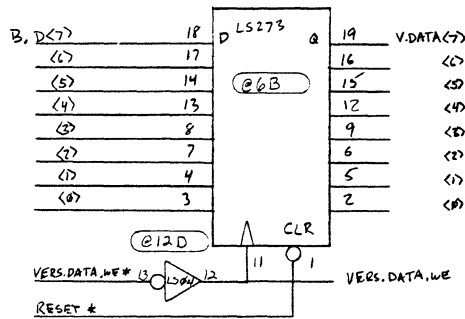 B. D<7> 18 D LS273 Q 19 V.DATA<7>
<6> 17 16 <6>
<5> 14 @6B 15 <5>
<4> 13 12 <4>
<3> 8 9 <3>
<2> 7 6 <2>
<1> 4 5 <1>
<0> 3 2 <0>
@12D CLR
VERS.DATA.WE* 13 LS04 12 11 1 VERS.DATA.WE
RESET *